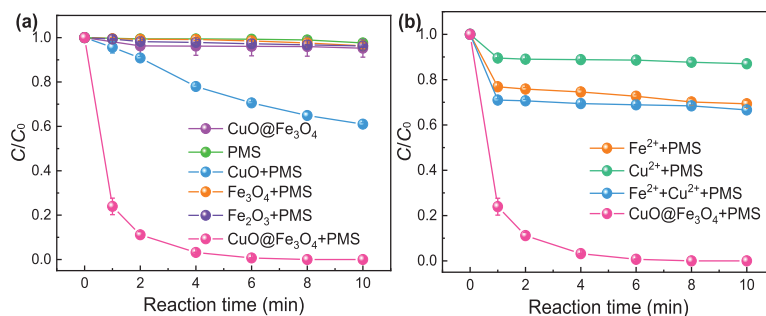 (a)
C/C₀
1.0
0.8
0.6
0.4
0.2
0.0
CuO@Fe₃O₄
PMS
CuO+PMS
Fe₃O₄+PMS
Fe₂O₃+PMS
CuO@Fe₃O₄+PMS
0 2 4 6 8 10
Reaction time (min)
(b)
C/C₀
1.0
0.8
0.6
0.4
0.2
0.0
Fe²⁺+PMS
Cu²⁺+PMS
Fe²⁺+Cu²⁺+PMS
CuO@Fe₃O₄+PMS
0 2 4 6 8 10
Reaction time (min)